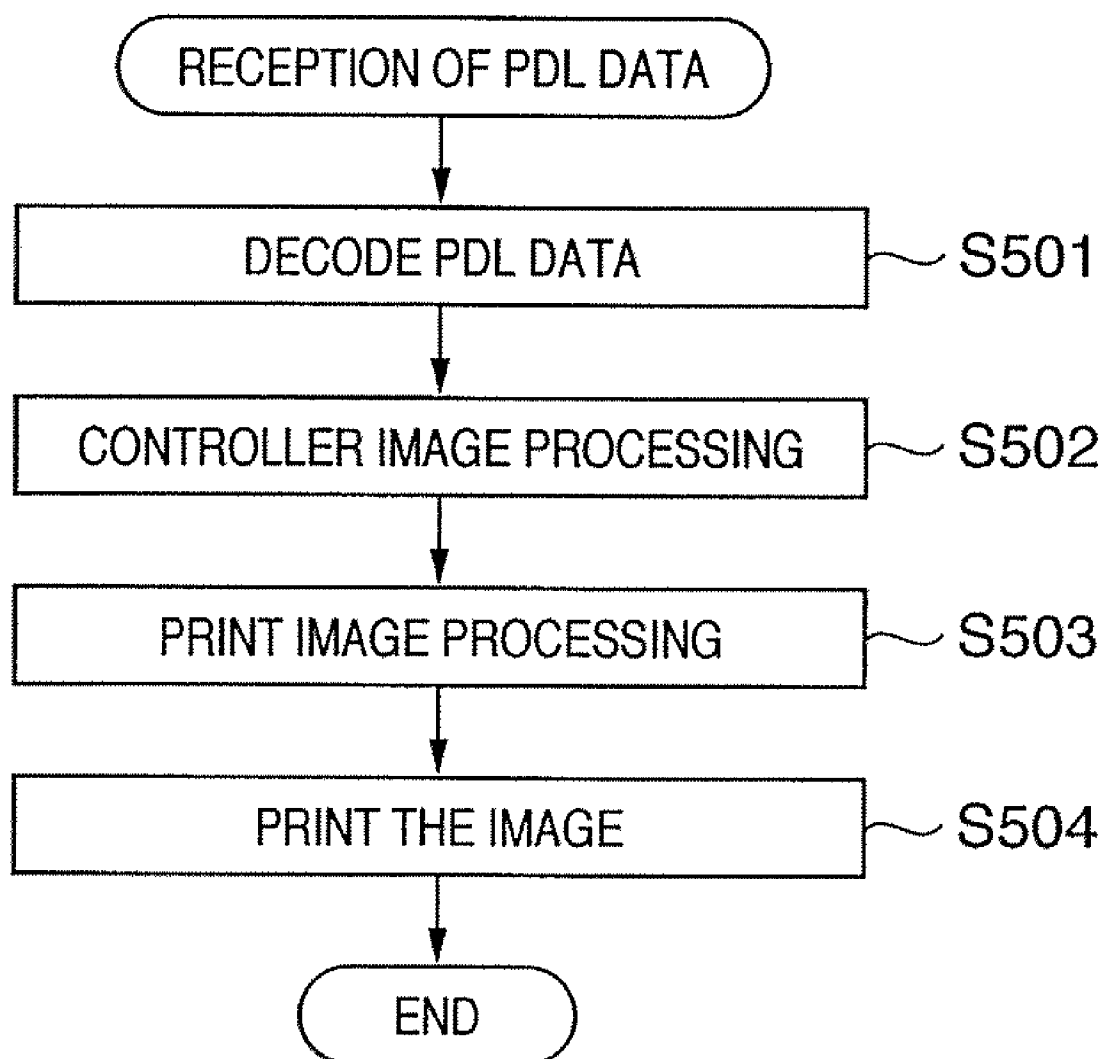 RECEPTION OF PDL DATA
DECODE PDL DATA
S501
CONTROLLER IMAGE PROCESSING
S502
PRINT IMAGE PROCESSING
S503
PRINT THE IMAGE
S504
END